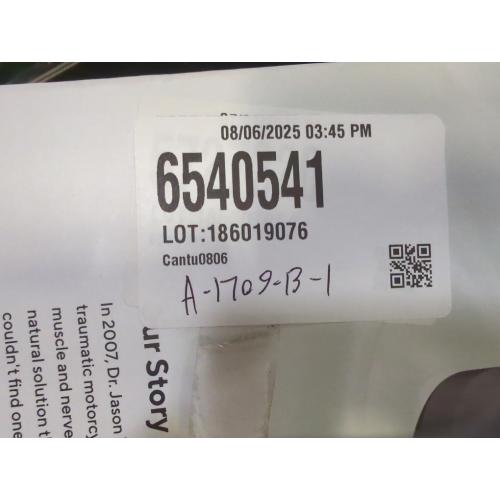 08/06/2025 03:45 PM
6540541
LOT:186019076
Cantu0806
A-1709-B-1
ur Story
In 2007, Dr. Jason
traumatic motorcy
muscle and nerve
natural solution t
couldn't find one